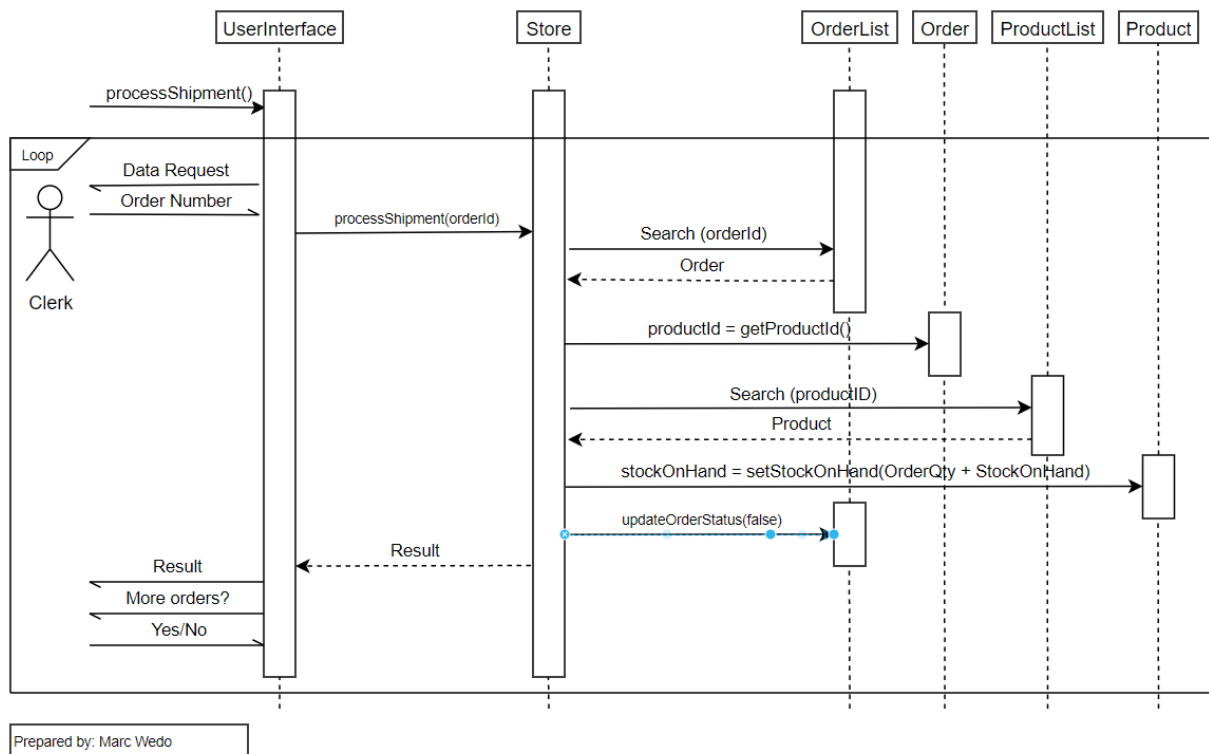 UserInterface
Store
OrderList
Order
ProductList
Product
processShipment()
Loop
Data Request
Order Number
processShipment(orderId)
Search (orderId)
Order
Clerk
productId = getProductId()
Search (productID)
Product
stockOnHand = setStockOnHand(OrderQty + StockOnHand)
updateOrderStatus(false)
Result
Result
More orders?
Yes/No
Prepared by: Marc Wedo